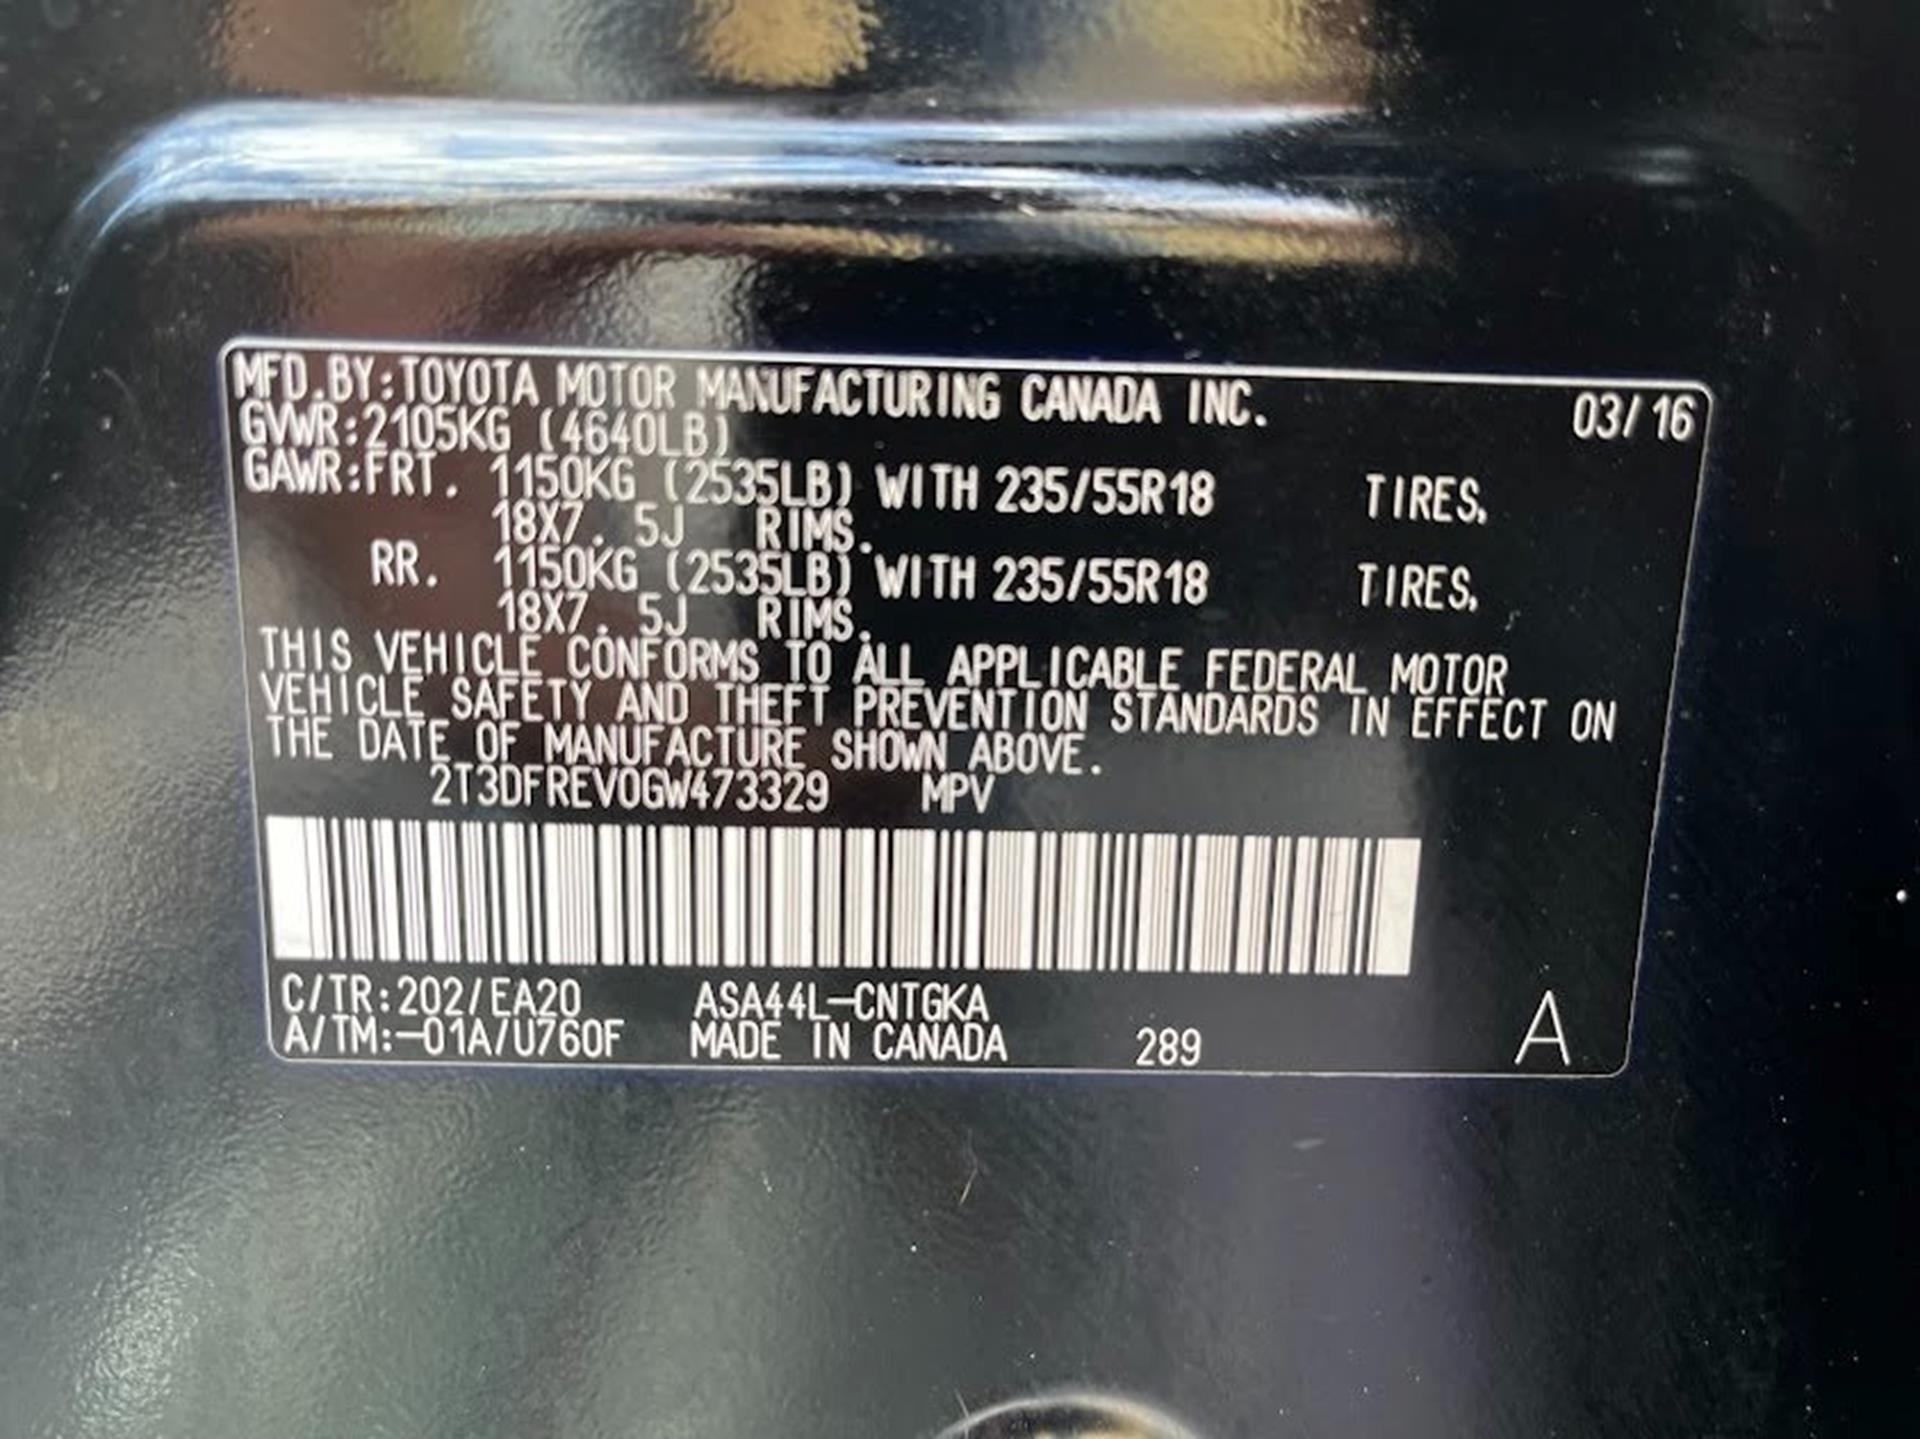 MFD.BY:TOYOTA MOTOR MANUFACTURING CANADA INC. 03/16
GVWR:2105KG (4640LB)
GAWR:FRT. 1150KG (2535LB) WITH 235/55R18 TIRES,
18X7. 5J RIMS.
RR. 1150KG (2535LB) WITH 235/55R18 TIRES,
18X7. 5J RIMS.
THIS VEHICLE CONFORMS TO ALL APPLICABLE FEDERAL MOTOR
VEHICLE SAFETY AND THEFT PREVENTION STANDARDS IN EFFECT ON
THE DATE OF MANUFACTURE SHOWN ABOVE.
2T3DFREV0GW473329 MPV
C/TR:202/EA20 ASA44L-CNTGKA
A/TM:-01A/U760F MADE IN CANADA 289 A